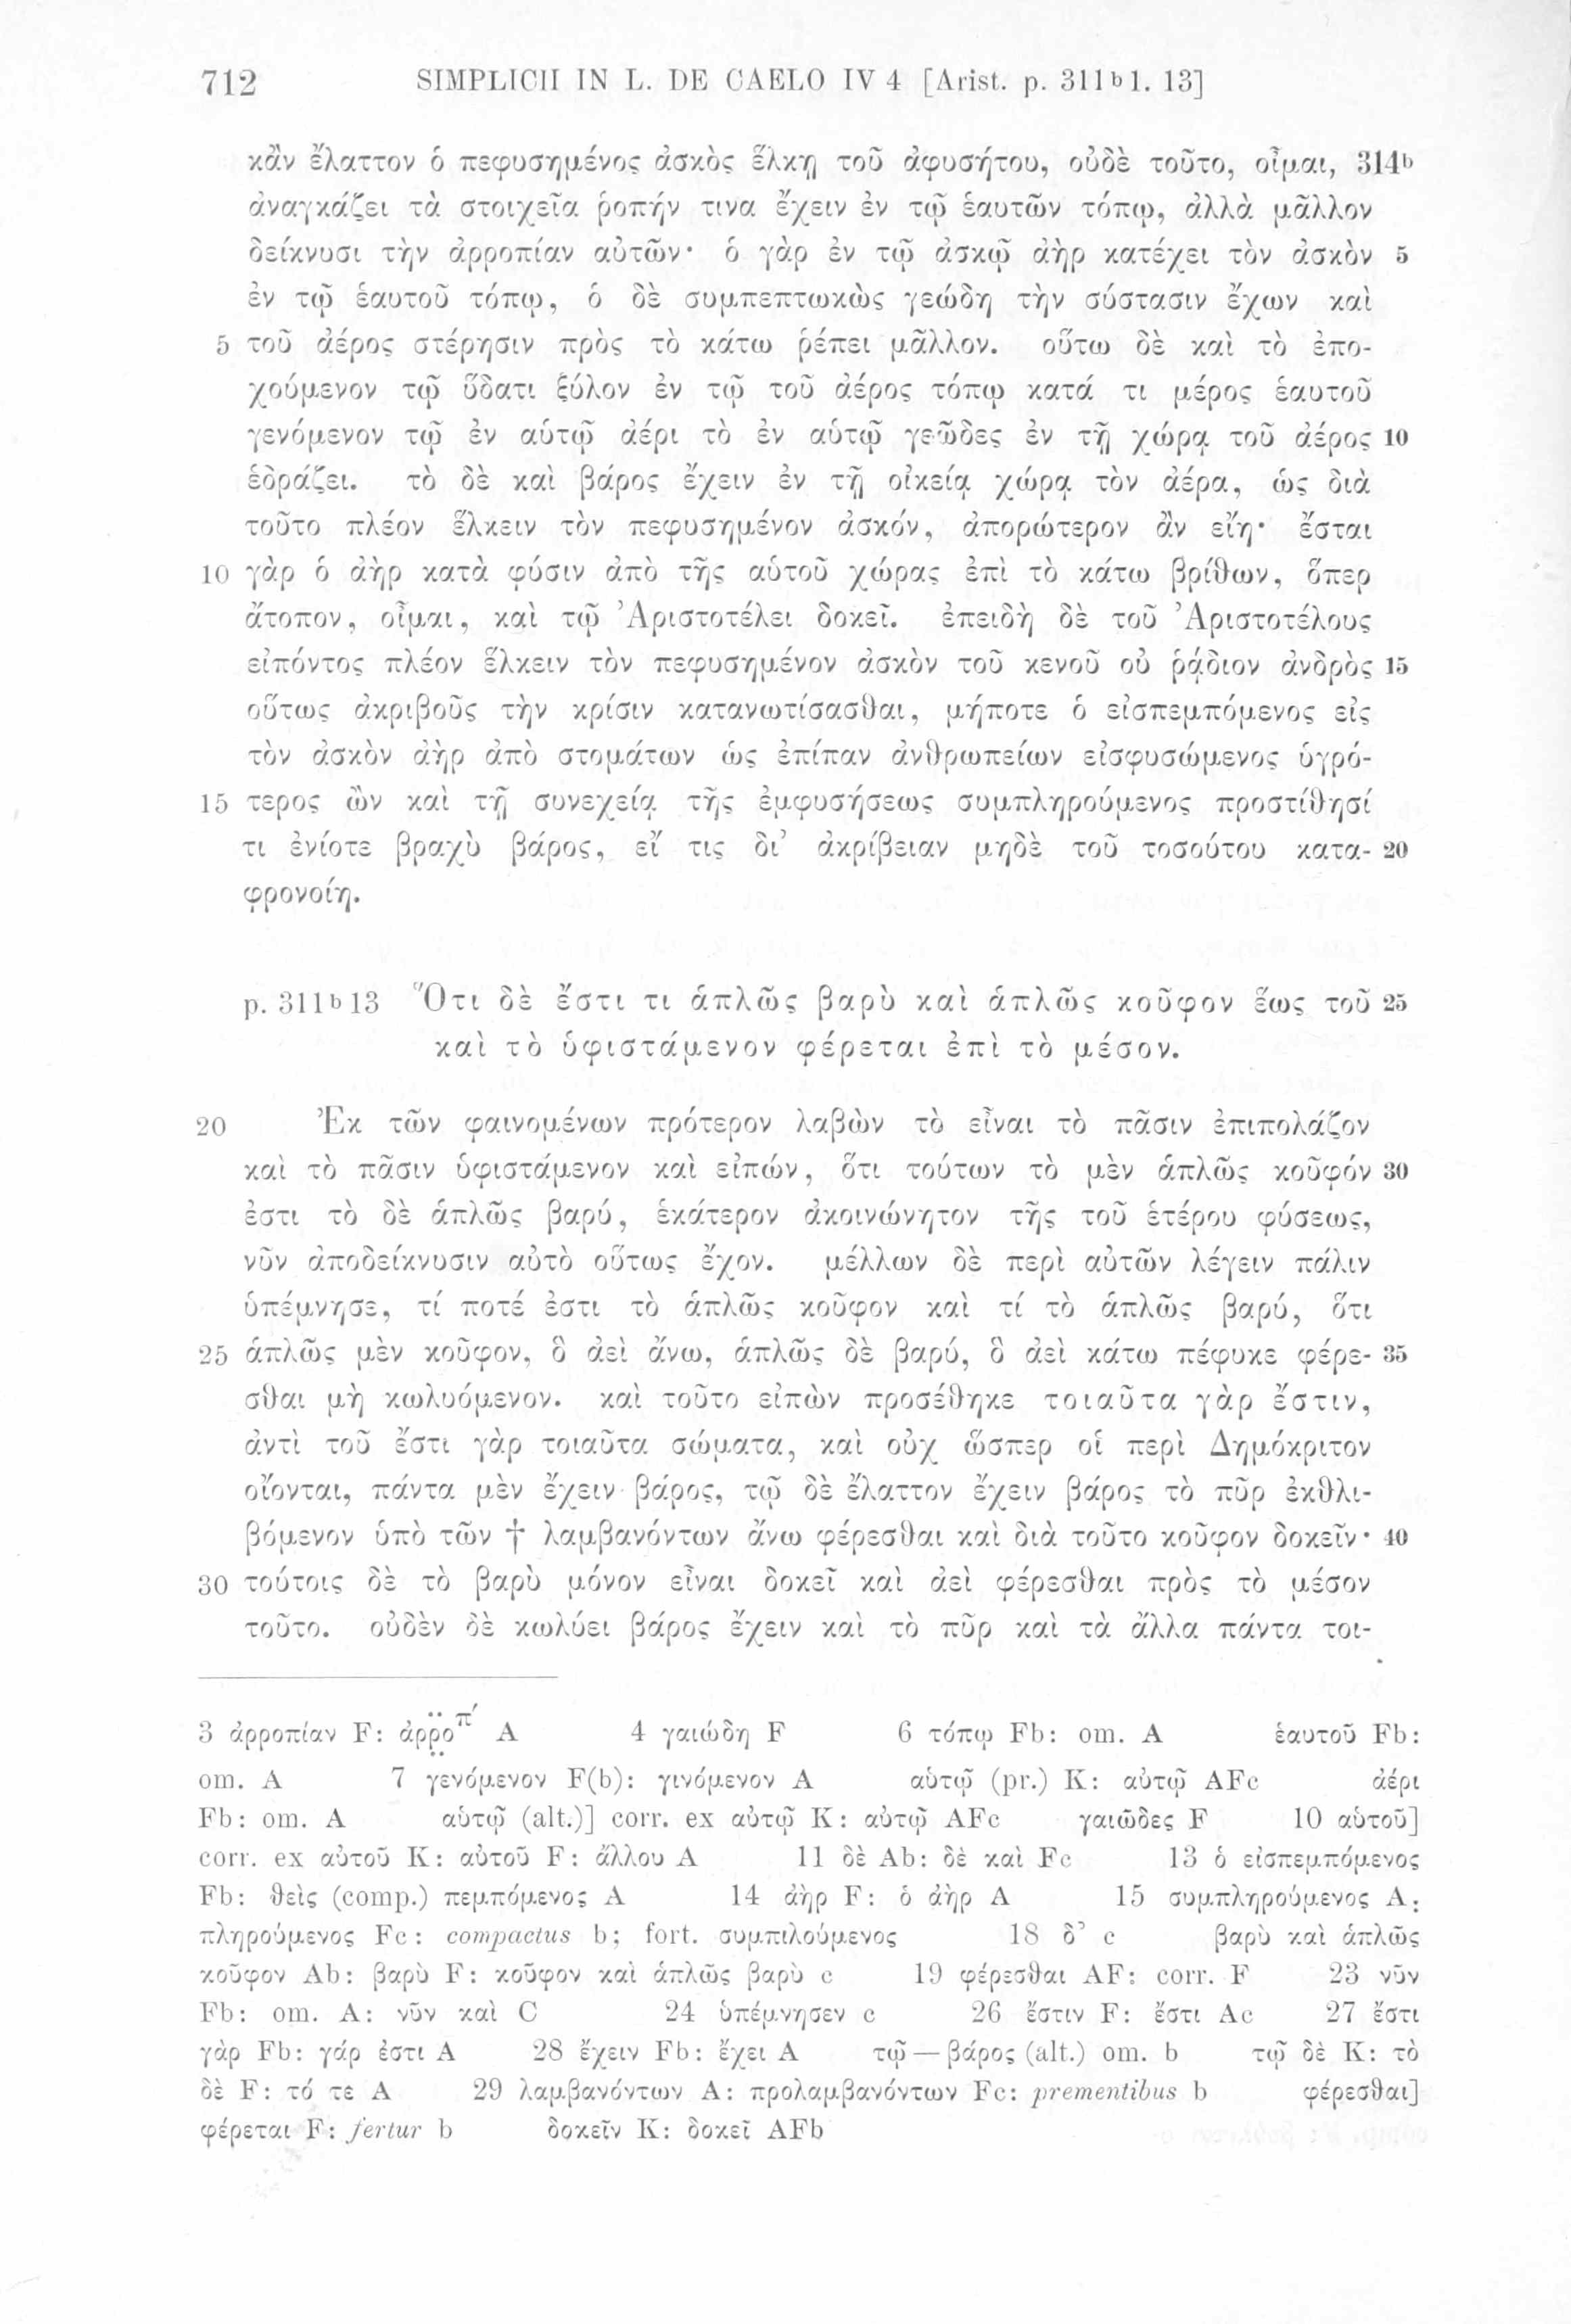 712 SIMPLICII IN L. DE CAELO IV 4 [Arist. p. 311ᵇ1. 13]
κἂν ἔλαττον ὁ πεφυσημένος ἀσκὸς ἕλκῃ τοῦ ἀφυσήτου, οὐδὲ τοῦτο, οἶμαι, 314ᵇ
ἀναγκάζει τὰ στοιχεῖα ῥοπήν τινα ἔχειν ἐν τῷ ἑαυτῶν τόπῳ, ἀλλὰ μᾶλλον
δείκνυσι τὴν ἀρροπίαν αὐτῶν· ὁ γὰρ ἐν τῷ ἀσκῷ ἀὴρ κατέχει τὸν ἀσκὸν 5
ἐν τῷ ἑαυτοῦ τόπῳ, ὁ δὲ συμπεπτωκὼς γεώδη τὴν σύστασιν ἔχων καὶ
5 τοῦ ἀέρος στέρησιν πρὸς τὸ κάτω ῥέπει μᾶλλον. οὕτω δὲ καὶ τὸ ἐπο-
χούμενον τῷ ὕδατι ξύλον ἐν τῷ τοῦ ἀέρος τόπῳ κατά τι μέρος ἑαυτοῦ
γενόμενον τῷ ἐν αὑτῷ ἀέρι τὸ ἐν αὑτῷ γεῶδες ἐν τῇ χώρᾳ τοῦ ἀέρος 10
ἑδράζει. τὸ δὲ καὶ βάρος ἔχειν ἐν τῇ οἰκείᾳ χώρᾳ τὸν ἀέρα, ὡς διὰ
τοῦτο πλέον ἕλκειν τὸν πεφυσημένον ἀσκόν, ἀπορώτερον ἂν εἴη· ἔσται
10 γὰρ ὁ ἀὴρ κατὰ φύσιν ἀπὸ τῆς αὑτοῦ χώρας ἐπὶ τὸ κάτω βρίθων, ὅπερ
ἄτοπον, οἶμαι, καὶ τῷ Ἀριστοτέλει δοκεῖ. ἐπειδὴ δὲ τοῦ Ἀριστοτέλους
εἰπόντος πλέον ἕλκειν τὸν πεφυσημένον ἀσκὸν τοῦ κενοῦ οὐ ῥᾴδιον ἀνδρὸς 15
οὕτως ἀκριβοῦς τὴν κρίσιν κατανωτίσασθαι, μήποτε ὁ εἰσπεμπόμενος εἰς
τὸν ἀσκὸν ἀὴρ ἀπὸ στομάτων ὡς ἐπίπαν ἀνθρωπείων εἰσφυσώμενος ὑγρό-
15 τερος ὢν καὶ τῇ συνεχείᾳ τῆς ἐμφυσήσεως συμπληρούμενος προστίθησί
τι ἐνίοτε βραχὺ βάρος, εἴ τις δι’ ἀκρίβειαν μηδὲ τοῦ τοσούτου κατα- 20
φρονοίη.
p. 311ᵇ13 Ὅτι δὲ ἔστι τι ἁπλῶς βαρὺ καὶ ἁπλῶς κοῦφον ἕως τοῦ 25
καὶ τὸ ὑφιστάμενον φέρεται ἐπὶ τὸ μέσον.
20 Ἐκ τῶν φαινομένων πρότερον λαβὼν τὸ εἶναι τὸ πᾶσιν ἐπιπολάζον
καὶ τὸ πᾶσιν ὑφιστάμενον καὶ εἰπών, ὅτι τούτων τὸ μὲν ἁπλῶς κοῦφόν 30
ἐστι τὸ δὲ ἁπλῶς βαρύ, ἑκάτερον ἀκοινώνητον τῆς τοῦ ἑτέρου φύσεως,
νῦν ἀποδείκνυσιν αὐτὸ οὕτως ἔχον. μέλλων δὲ περὶ αὐτῶν λέγειν πάλιν
ὑπέμνησε, τί ποτέ ἐστι τὸ ἁπλῶς κοῦφον καὶ τί τὸ ἁπλῶς βαρύ, ὅτι
25 ἁπλῶς μὲν κοῦφον, ὃ ἀεὶ ἄνω, ἁπλῶς δὲ βαρύ, ὃ ἀεὶ κάτω πέφυκε φέρε- 35
σθαι μὴ κωλυόμενον. καὶ τοῦτο εἰπὼν προσέθηκε τοιαῦτα γὰρ ἔστιν,
ἀντὶ τοῦ ἔστι γὰρ τοιαῦτα σώματα, καὶ οὐχ ὥσπερ οἱ περὶ Δημόκριτον
οἴονται, πάντα μὲν ἔχειν βάρος, τῷ δὲ ἔλαττον ἔχειν βάρος τὸ πῦρ ἐκθλι-
βόμενον ὑπὸ τῶν † λαμβανόντων ἄνω φέρεσθαι καὶ διὰ τοῦτο κοῦφον δοκεῖν· 40
30 τούτοις δὲ τὸ βαρὺ μόνον εἶναι δοκεῖ καὶ ἀεὶ φέρεσθαι πρὸς τὸ μέσον
τοῦτο. οὐδὲν δὲ κωλύει βάρος ἔχειν καὶ τὸ πῦρ καὶ τὰ ἄλλα πάντα τοι-
3 ἀρροπίαν F: ἀρροπ´ A 4 γαιώδη F 6 τόπῳ Fb: om. A ἑαυτοῦ Fb:
om. A 7 γενόμενον F(b): γινόμενον A αὑτῷ (pr.) K: αὐτῷ AFc ἀέρι
Fb: om. A αὑτῷ (alt.)] corr. ex αὐτῷ K: αὐτῷ AFc γαιῶδες F 10 αὑτοῦ]
corr. ex αὐτοῦ K: αὐτοῦ F: ἄλλου A 11 δὲ Ab: δὲ καὶ Fc 13 ὁ εἰσπεμπόμενος
Fb: θεὶς (comp.) πεμπόμενος A 14 ἀὴρ F: ὁ ἀὴρ A 15 συμπληρούμενος A:
πληρούμενος Fc: compactus b; fort. συμπιλούμενος 18 δ’ c βαρὺ καὶ ἁπλῶς
κοῦφον Ab: βαρὺ F: κοῦφον καὶ ἁπλῶς βαρὺ c 19 φέρεσθαι AF: corr. F 23 νῦν
Fb: om. A: νῦν καὶ C 24 ὑπέμνησεν c 26 ἔστιν F: ἔστι Ac 27 ἔστι
γὰρ Fb: γάρ ἐστι A 28 ἔχειν Fb: ἔχει A τῷ — βάρος (alt.) om. b τῷ δὲ K: τὸ
δὲ F: τό τε A 29 λαμβανόντων A: προλαμβανόντων Fc: prementibus b φέρεσθαι]
φέρεται F: fertur b δοκεῖν K: δοκεῖ AFb